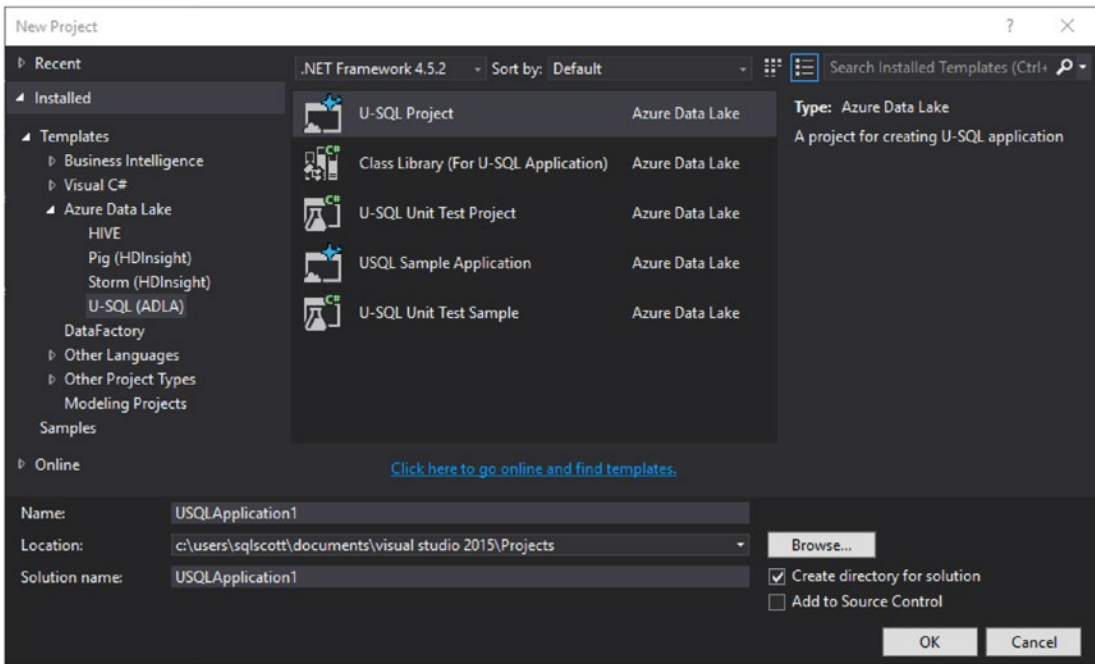 New Project
Recent
Installed
Templates
Business Intelligence
Visual C#
Azure Data Lake
HIVE
Pig (HDInsight)
Storm (HDInsight)
U-SQL (ADLA)
DataFactory
Other Languages
Other Project Types
Modeling Projects
Samples
Online
.NET Framework 4.5.2 Sort by: Default
Search Installed Templates (Ctrl+
U-SQL Project Azure Data Lake
Class Library (For U-SQL Application) Azure Data Lake
U-SQL Unit Test Project Azure Data Lake
USQL Sample Application Azure Data Lake
U-SQL Unit Test Sample Azure Data Lake
Click here to go online and find templates.
Type: Azure Data Lake
A project for creating U-SQL application
Name: USQLApplication1
Location: c:\users\sqlscott\documents\visual studio 2015\Projects Browse...
Solution name: USQLApplication1
Create directory for solution
Add to Source Control
OK Cancel